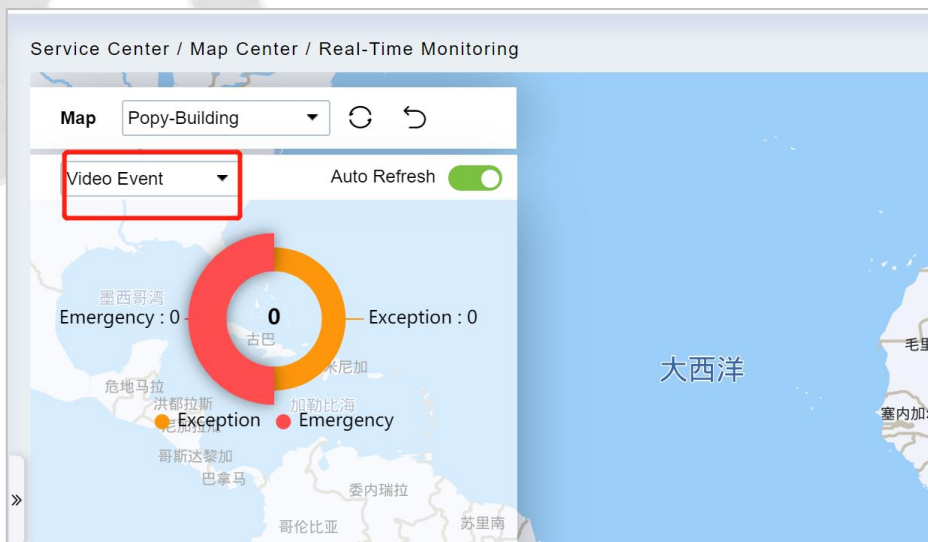 Service Center / Map Center / Real-Time Monitoring
Map Popy-Building
Video Event Auto Refresh
墨西哥湾
Emergency : 0 0 Exception : 0
古巴
米尼加
大西洋
危地马拉
洪都拉斯 加勒比海
Exception Emergency
哥斯达黎加
巴拿马
委内瑞拉
哥伦比亚 苏里南
塞内加